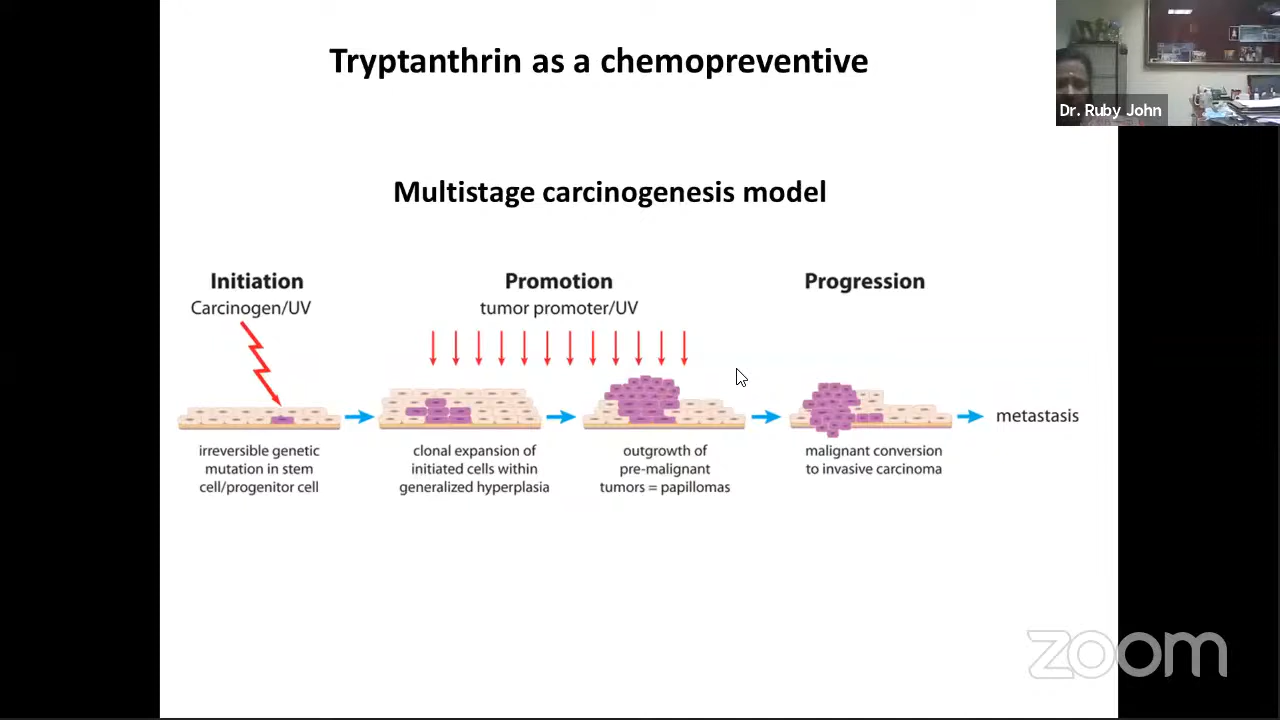 Tryptanthrin as a chemopreventive
Dr. Ruby John
Multistage carcinogenesis model
Initiation
Carcinogen/UV
Promotion
tumor promoter/UV
Progression
irreversible genetic
mutation in stem
cell/progenitor cell
clonal expansion of
initiated cells within
generalized hyperplasia
outgrowth of
pre-malignant
tumors = papillomas
malignant conversion
to invasive carcinoma
metastasis
zoom